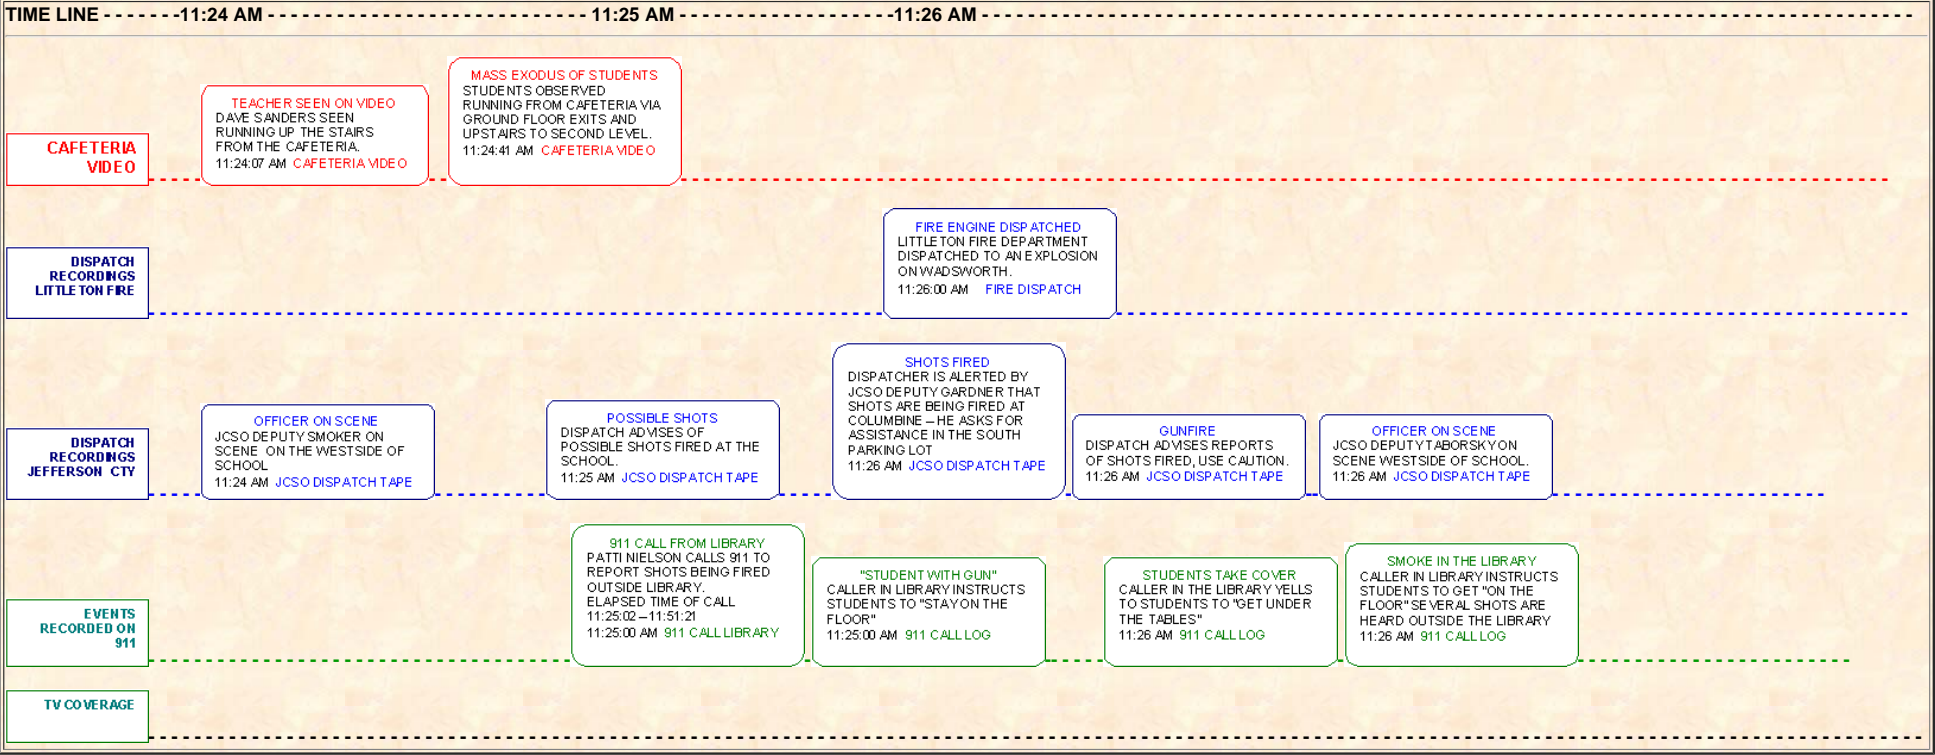 TIME LINE - - - - - - -11:24 AM - - - - - - - - - - - - - - - - - - - - - - - - - - - - - 11:25 AM - - - - - - - - - - - - - - - - - - -11:26 AM - - - - - - - - - - - - - - - - - - - - - - - - - - - - - - - - - - - - - - - - - - - - - - - - - - - - - - - - - - - - - - - - - - - - - - - - - - - - - - - - - - - - -
CAFETERIA
VIDEO
TEACHER SEEN ON VIDEO
DAVE SANDERS SEEN
RUNNING UP THE STAIRS
FROM THE CAFETERIA.
11:24:07 AM CAFETERIA VIDEO
MASS EXODUS OF STUDENTS
STUDENTS OBSERVED
RUNNING FROM CAFETERIA VIA
GROUND FLOOR EXITS AND
UPSTAIRS TO SECOND LEVEL.
11:24:41 AM CAFETERIA VIDEO
DISPATCH
RECORDINGS
LITTLETON FIRE
FIRE ENGINE DISPATCHED
LITTLETON FIRE DEPARTMENT
DISPATCHED TO AN EXPLOSION
ON WADSWORTH.
11:26:00 AM FIRE DISPATCH
DISPATCH
RECORDINGS
JEFFERSON CTY
OFFICER ON SCENE
JCSO DEPUTY SMOKER ON
SCENE ON THE WESTSIDE OF
SCHOOL
11:24 AM JCSO DISPATCH TAPE
POSSIBLE SHOTS
DISPATCH ADVISES OF
POSSIBLE SHOTS FIRED AT THE
SCHOOL.
11:25 AM JCSO DISPATCH TAPE
SHOTS FIRED
DISPATCHER IS ALERTED BY
JCSO DEPUTY GARDNER THAT
SHOTS ARE BEING FIRED AT
COLUMBINE – HE ASKS FOR
ASSISTANCE IN THE SOUTH
PARKING LOT
11:26 AM JCSO DISPATCH TAPE
GUNFIRE
DISPATCH ADVISES REPORTS
OF SHOTS FIRED, USE CAUTION.
11:26 AM JCSO DISPATCH TAPE
OFFICER ON SCENE
JCSO DEPUTY TABORSKY ON
SCENE WESTSIDE OF SCHOOL.
11:26 AM JCSO DISPATCH TAPE
EVENTS
RECORDED ON
911
911 CALL FROM LIBRARY
PATTI NIELSON CALLS 911 TO
REPORT SHOTS BEING FIRED
OUTSIDE LIBRARY.
ELAPSED TIME OF CALL
11:25:02 – 11:51:21
11:25:00 AM 911 CALL LIBRARY
"STUDENT WITH GUN"
CALLER IN LIBRARY INSTRUCTS
STUDENTS TO "STAY ON THE
FLOOR"
11:25:00 AM 911 CALL LOG
STUDENTS TAKE COVER
CALLER IN THE LIBRARY YELLS
TO STUDENTS TO "GET UNDER
THE TABLES"
11:26 AM 911 CALL LOG
SMOKE IN THE LIBRARY
CALLER IN LIBRARY INSTRUCTS
STUDENTS TO GET "ON THE
FLOOR" SEVERAL SHOTS ARE
HEARD OUTSIDE THE LIBRARY
11:26 AM 911 CALL LOG
TV COVERAGE